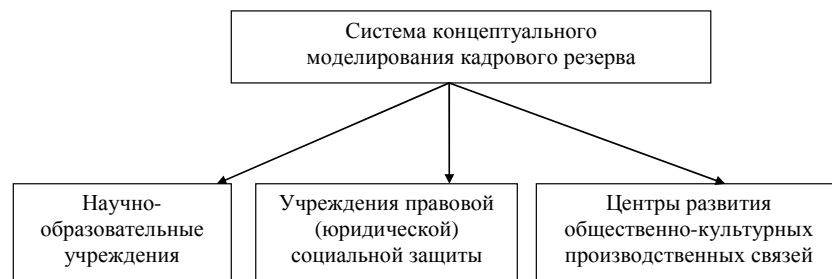 Система концептуального
моделирования кадрового резерва
Научно-
образовательные
учреждения
Учреждения правовой
(юридической)
социальной защиты
Центры развития
общественно-культурных
производственных связей